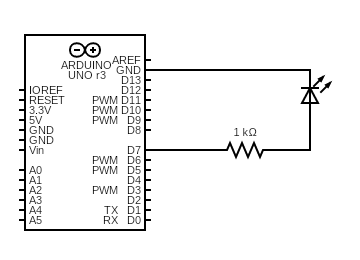 ARDUINO
UNO r3
AREF
GND
D13
IOREF D12
RESET PWM D11
3.3V PWM D10
5V PWM D9
GND D8
GND
Vin D7
PWM D6
A0 PWM D5
A1 D4
A2 PWM D3
A3 D2
A4 TX D1
A5 RX D0
1 kΩ